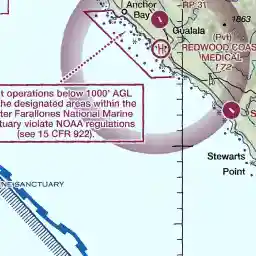 Anchor
Bay
RP 31
1863
Gualala
(Pvt)
REDWOOD COAS
MEDICAL
172
H
t operations below 1000' AGL
he designated areas within the
ter Farallones National Marine
tuary violate NOAA regulations
(see 15 CFR 922).
S
Stewarts
Point
NE SANCTUARY